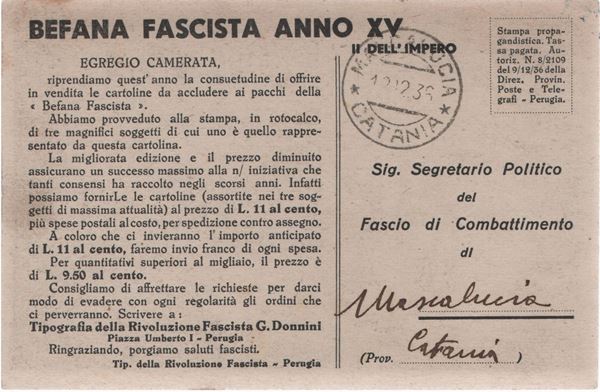 BEFANA FASCISTA ANNO XV
II DELL'IMPERO
EGREGIO CAMERATA,
riprendiamo quest'anno la consuetudine di offrire
in vendita le cartoline da accludere ai pacchi della
« Befana Fascista ».
Abbiamo provveduto alla stampa, in rotocalco,
di tre magnifici soggetti di cui uno è quello rappre-
sentato da questa cartolina.
La migliorata edizione e il prezzo diminuito
assicurano un successo massimo alla n/ iniziativa che
tanti consensi ha raccolto negli scorsi anni. Infatti
possiamo fornirLe le cartoline (assortite nei tre sog-
getti di massima attualità) al prezzo di L. 11 al cento,
più spese postali al costo, per spedizione contro assegno.
A coloro che ci invieranno l'importo anticipato
di L. 11 al cento, faremo invio franco di ogni spesa.
Per quantitativi superiori al migliaio, il prezzo è
di L. 9.50 al cento.
Consigliamo di affrettare le richieste per darci
modo di evadere con ogni regolarità gli ordini che
ci perverranno. Scrivere a :
Tipografia della Rivoluzione Fascista G. Donnini
Piazza Umberto I - Perugia
Ringraziando, porgiamo saluti fascisti.
Tip. della Rivoluzione Fascista - Perugia
MASCALUCIA
12.12.36
CATANIA
Stampa propa-
gandistica. Tas-
sa pagata. Auto-
riz. N. 8/2109
del 9/12/36 della
Direz. Provin.
Poste e Tele-
grafi - Perugia.
Sig. Segretario Politico
del
Fascio di Combattimento
di
Mascalucia
Catania
(Prov. )